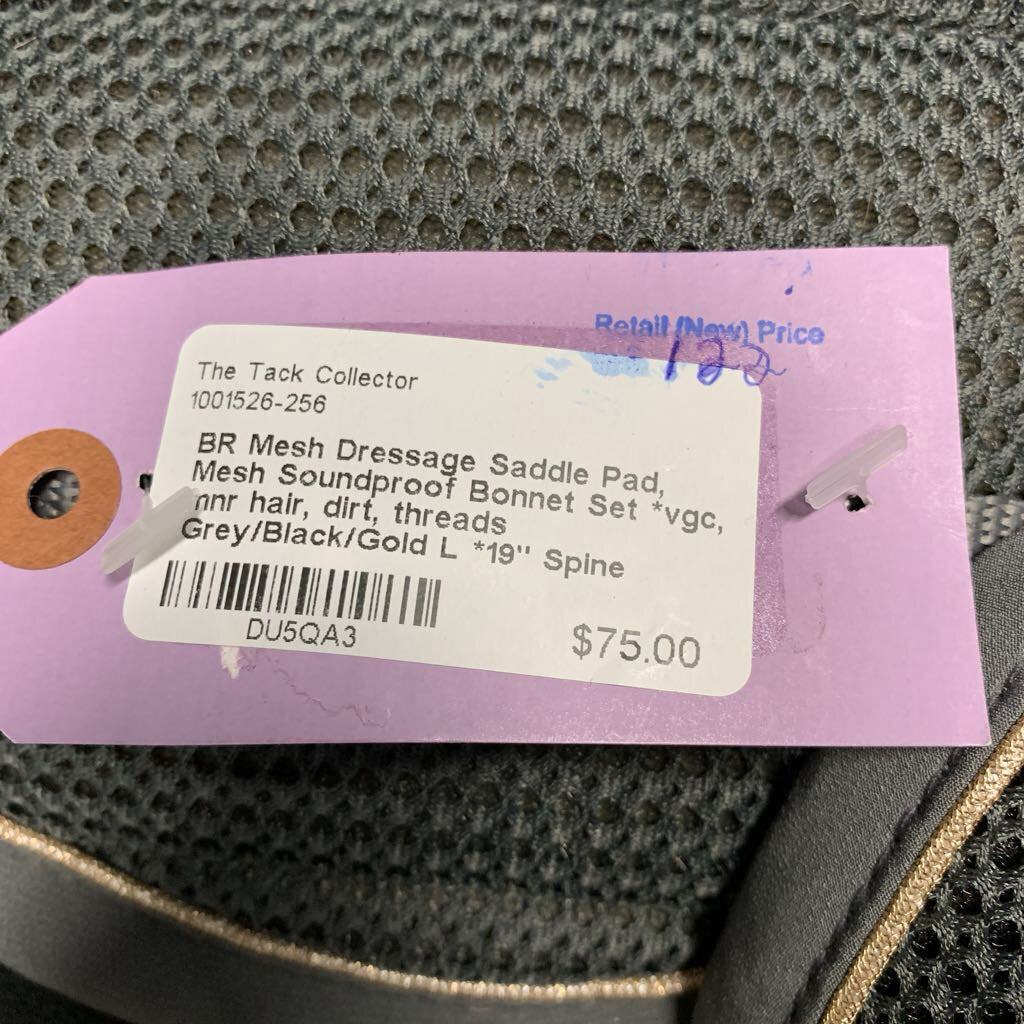 Retail (New) Price
122
The Tack Collector
1001526-256
BR Mesh Dressage Saddle Pad,
Mesh Soundproof Bonnet Set *vgc,
mnr hair, dirt, threads
Grey/Black/Gold L *19" Spine
DU5QA3
$75.00